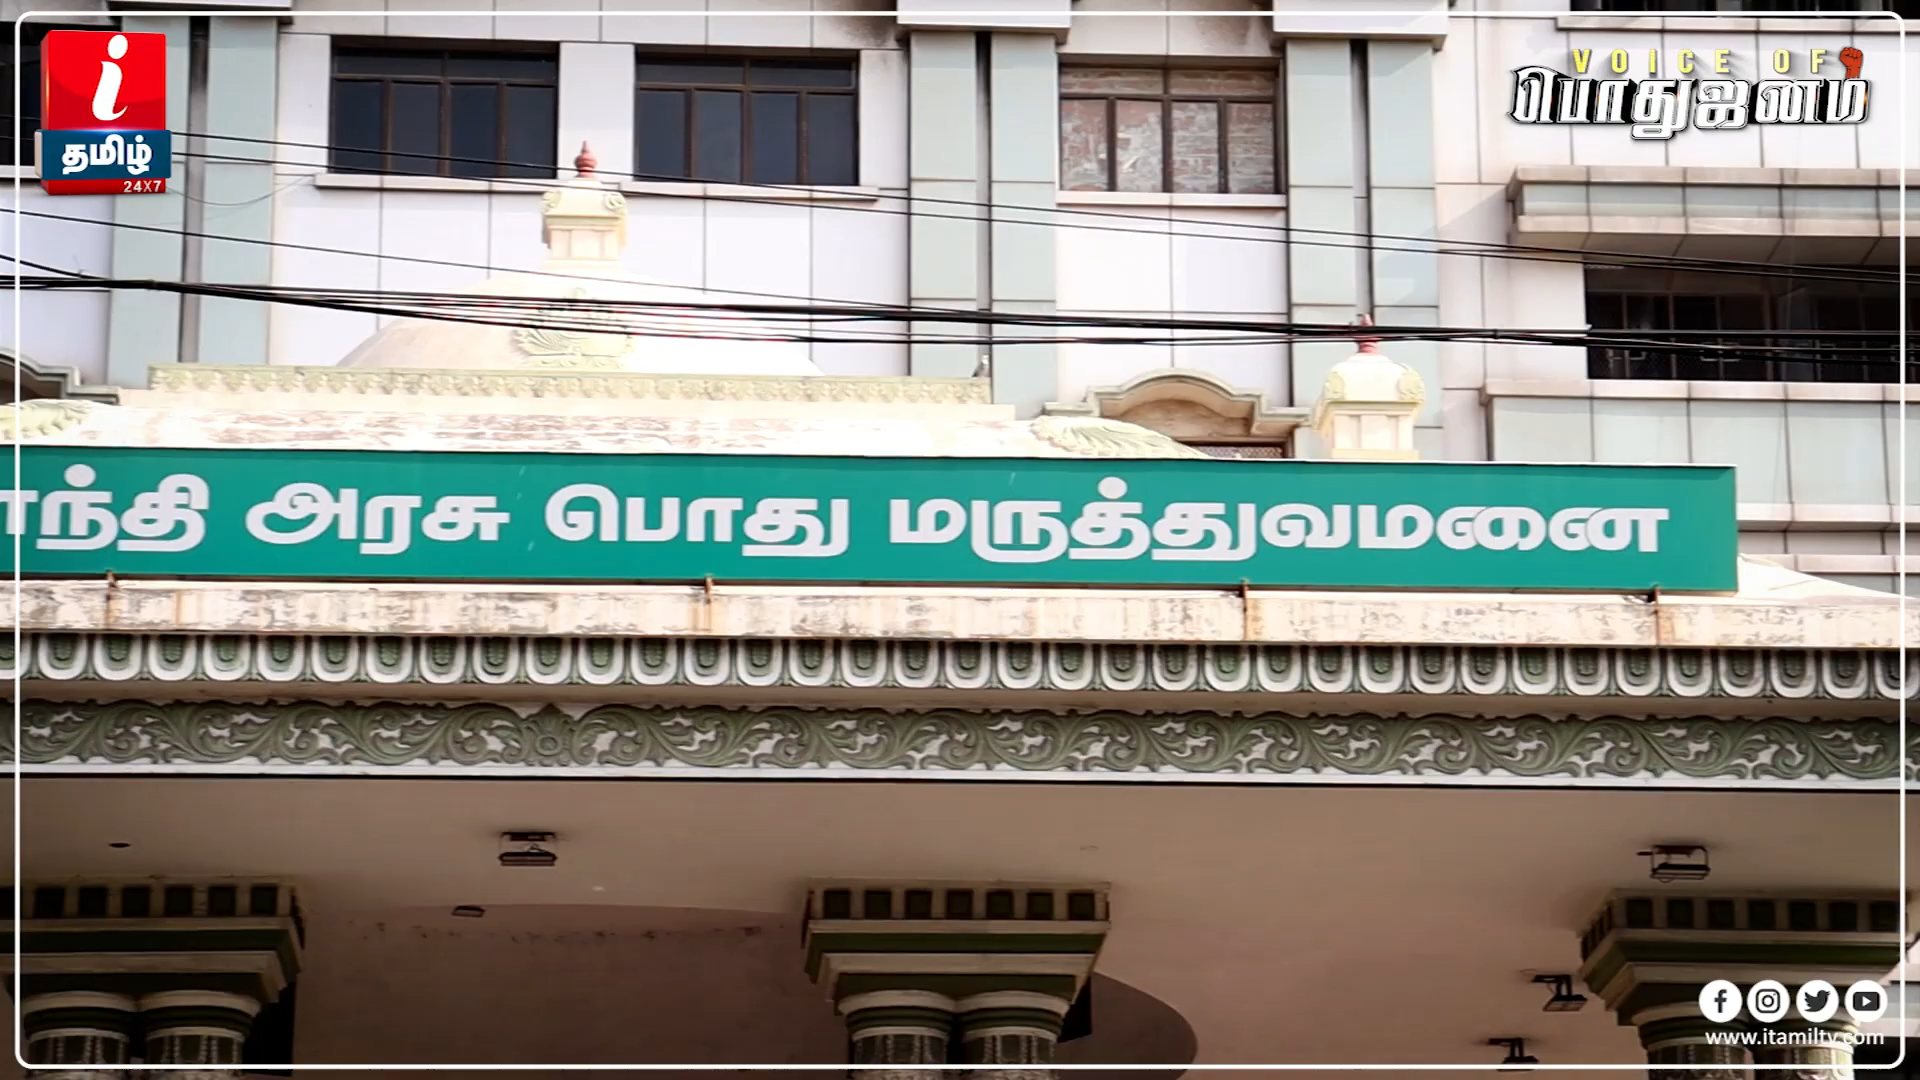 i
தமிழ்
24X7
VOICE OF
பொதுஜனம்
ாந்தி அரசு பொது மருத்துவமனை
www.itamiltv.com